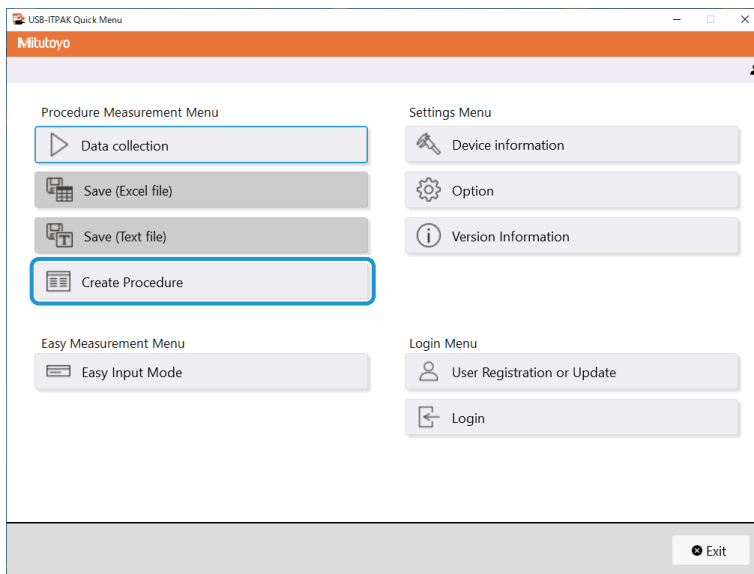 USB-ITPAK Quick Menu
Mitutoyo
Procedure Measurement Menu
Data collection
Save (Excel file)
Save (Text file)
Create Procedure
Easy Measurement Menu
Easy Input Mode
Settings Menu
Device information
Option
Version Information
Login Menu
User Registration or Update
Login
Exit